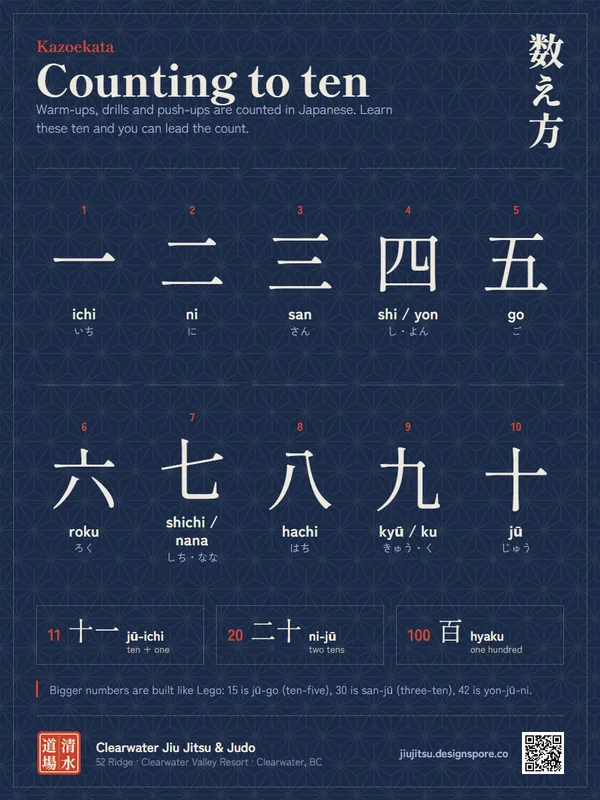 Kazoekata
Counting to ten
Warm-ups, drills and push-ups are counted in Japanese. Learn
these ten and you can lead the count.
数え方
1
一
ichi
いち
2
二
ni
に
3
三
san
さん
4
四
shi / yon
し・よん
5
五
go
ご
6
六
roku
ろく
7
七
shichi /
nana
しち・なな
8
八
hachi
はち
9
九
kyū / ku
きゅう・く
10
十
jū
じゅう
11 十一 jū-ichi
ten + one
20 二十 ni-jū
two tens
100 百 hyaku
one hundred
Bigger numbers are built like Lego: 15 is jū-go (ten-five), 30 is san-jū (three-ten), 42 is yon-jū-ni.
清水
道場
Clearwater Jiu Jitsu & Judo
52 Ridge · Clearwater Valley Resort · Clearwater, BC
jiujitsu.designspore.co